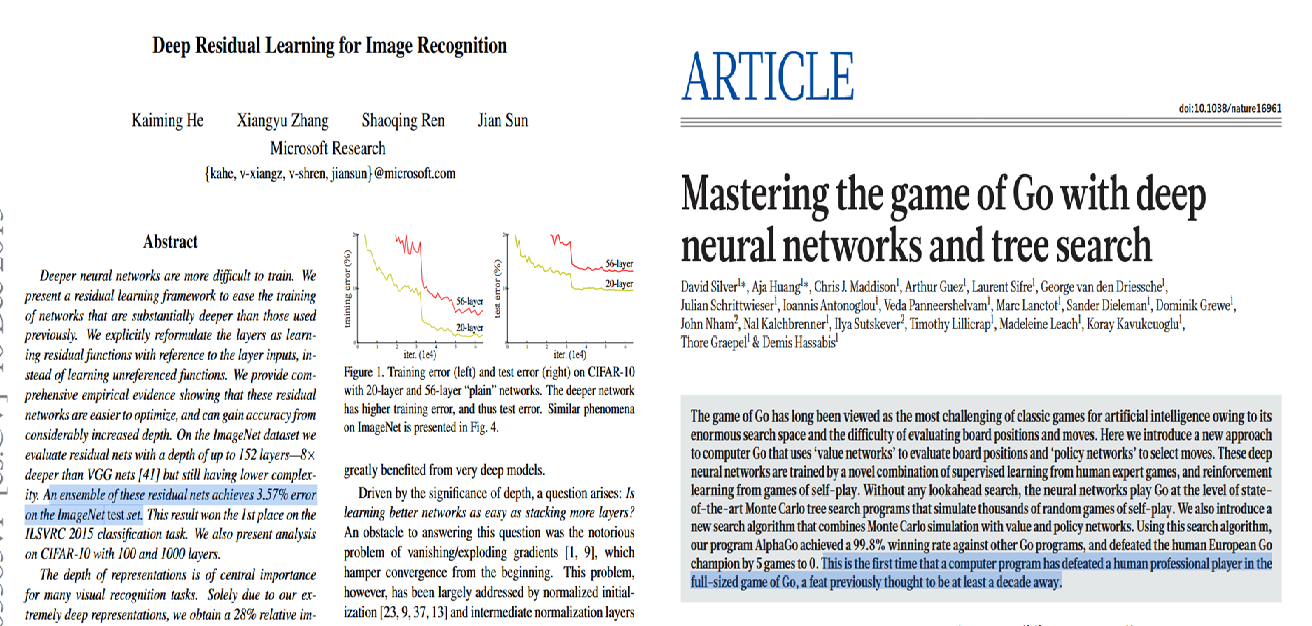 Deep Residual Learning for Image Recognition
Kaiming He Xiangyu Zhang Shaoqing Ren Jian Sun
Microsoft Research
{kahe, v-xiangz, v-shren, jiansun}@microsoft.com
Abstract
Deeper neural networks are more difficult to train. We
present a residual learning framework to ease the training
of networks that are substantially deeper than those used
previously. We explicitly reformulate the layers as learn-
ing residual functions with reference to the layer inputs, in-
stead of learning unreferenced functions. We provide com-
prehensive empirical evidence showing that these residual
networks are easier to optimize, and can gain accuracy from
considerably increased depth. On the ImageNet dataset we
evaluate residual nets with a depth of up to 152 layers—8×
deeper than VGG nets [41] but still having lower complex-
ity. An ensemble of these residual nets achieves 3.57% error
on the ImageNet test set. This result won the 1st place on the
ILSVRC 2015 classification task. We also present analysis
on CIFAR-10 with 100 and 1000 layers.
The depth of representations is of central importance
for many visual recognition tasks. Solely due to our ex-
tremely deep representations, we obtain a 28% relative im-
training error (%)
56-layer
20-layer
iter. (1e4)
test error (%)
56-layer
20-layer
iter. (1e4)
Figure 1. Training error (left) and test error (right) on CIFAR-10
with 20-layer and 56-layer “plain” networks. The deeper network
has higher training error, and thus test error. Similar phenomena
on ImageNet is presented in Fig. 4.
greatly benefited from very deep models.
Driven by the significance of depth, a question arises: Is
learning better networks as easy as stacking more layers?
An obstacle to answering this question was the notorious
problem of vanishing/exploding gradients [1, 9], which
hamper convergence from the beginning. This problem,
however, has been largely addressed by normalized initial-
ization [23, 9, 37, 13] and intermediate normalization layers
ARTICLE
doi:10.1038/nature16961
Mastering the game of Go with deep
neural networks and tree search
David Silver1*, Aja Huang1*, Chris J. Maddison1, Arthur Guez1, Laurent Sifre1, George van den Driessche1,
Julian Schrittwieser1, Ioannis Antonoglou1, Veda Panneershelvam1, Marc Lanctot1, Sander Dieleman1, Dominik Grewe1,
John Nham2, Nal Kalchbrenner1, Ilya Sutskever2, Timothy Lillicrap1, Madeleine Leach1, Koray Kavukcuoglu1,
Thore Graepel1 & Demis Hassabis1
The game of Go has long been viewed as the most challenging of classic games for artificial intelligence owing to its
enormous search space and the difficulty of evaluating board positions and moves. Here we introduce a new approach
to computer Go that uses ‘value networks’ to evaluate board positions and ‘policy networks’ to select moves. These deep
neural networks are trained by a novel combination of supervised learning from human expert games, and reinforcement
learning from games of self-play. Without any lookahead search, the neural networks play Go at the level of state-
of-the-art Monte Carlo tree search programs that simulate thousands of random games of self-play. We also introduce a
new search algorithm that combines Monte Carlo simulation with value and policy networks. Using this search algorithm,
our program AlphaGo achieved a 99.8% winning rate against other Go programs, and defeated the human European Go
champion by 5 games to 0. This is the first time that a computer program has defeated a human professional player in the
full-sized game of Go, a feat previously thought to be at least a decade away.